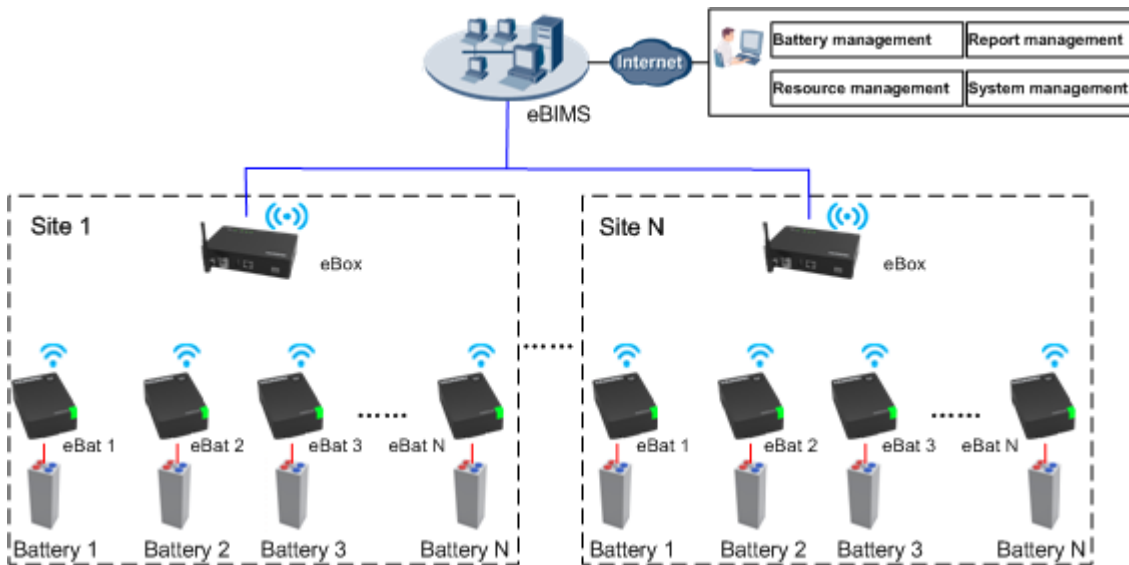 Battery management
Report management
Internet
Resource management
System management
eBIMS
Site 1
eBox
eBat 1
eBat 2
eBat 3
......
eBat N
Battery 1
Battery 2
Battery 3
Battery N
......
Site N
eBox
eBat 1
eBat 2
eBat 3
......
eBat N
Battery 1
Battery 2
Battery 3
Battery N